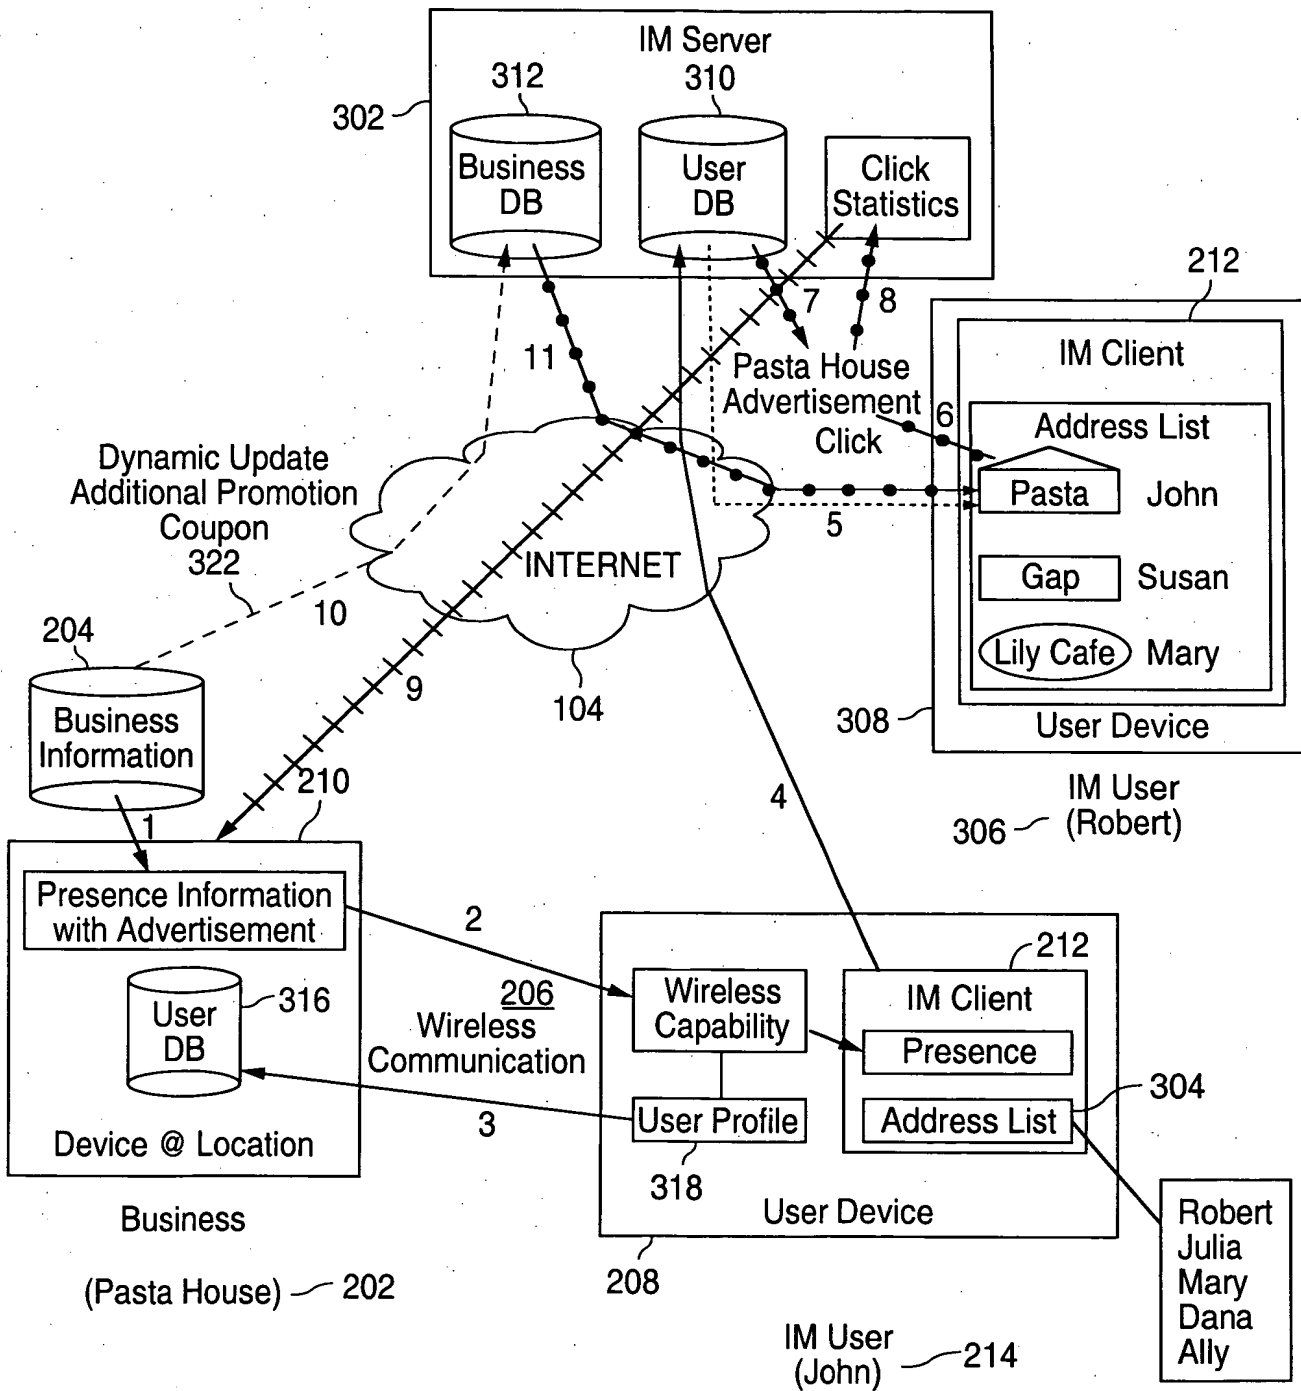 IM Server
312
310
302
Business
DB
User
DB
Click
Statistics
212
7
8
11
IM Client
Pasta House
Advertisement
Click
6
Address List
Pasta
John
5
Gap
Susan
Lily Cafe
Mary
308
User Device
IM User
(Robert)
306
Dynamic Update
Additional Promotion
Coupon
322
INTERNET
10
104
9
4
204
Business
Information
210
1
Presence Information
with Advertisement
2
User
DB
316
206
Wireless
Communication
3
Device @ Location
Business
(Pasta House)
202
Wireless
Capability
User Profile
318
212
IM Client
Presence
Address List
304
User Device
208
Robert
Julia
Mary
Dana
Ally
IM User
(John)
214